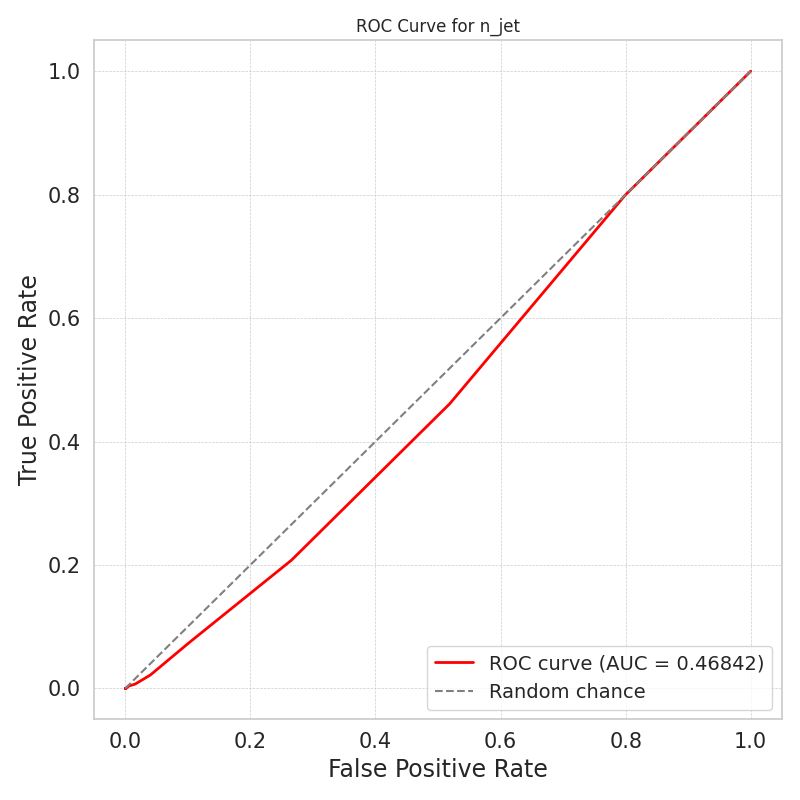 ROC Curve for n_jet
1.0
0.8
0.6
0.4
0.2
0.0
True Positive Rate
ROC curve (AUC = 0.46842)
Random chance
0.0 0.2 0.4 0.6 0.8 1.0
False Positive Rate